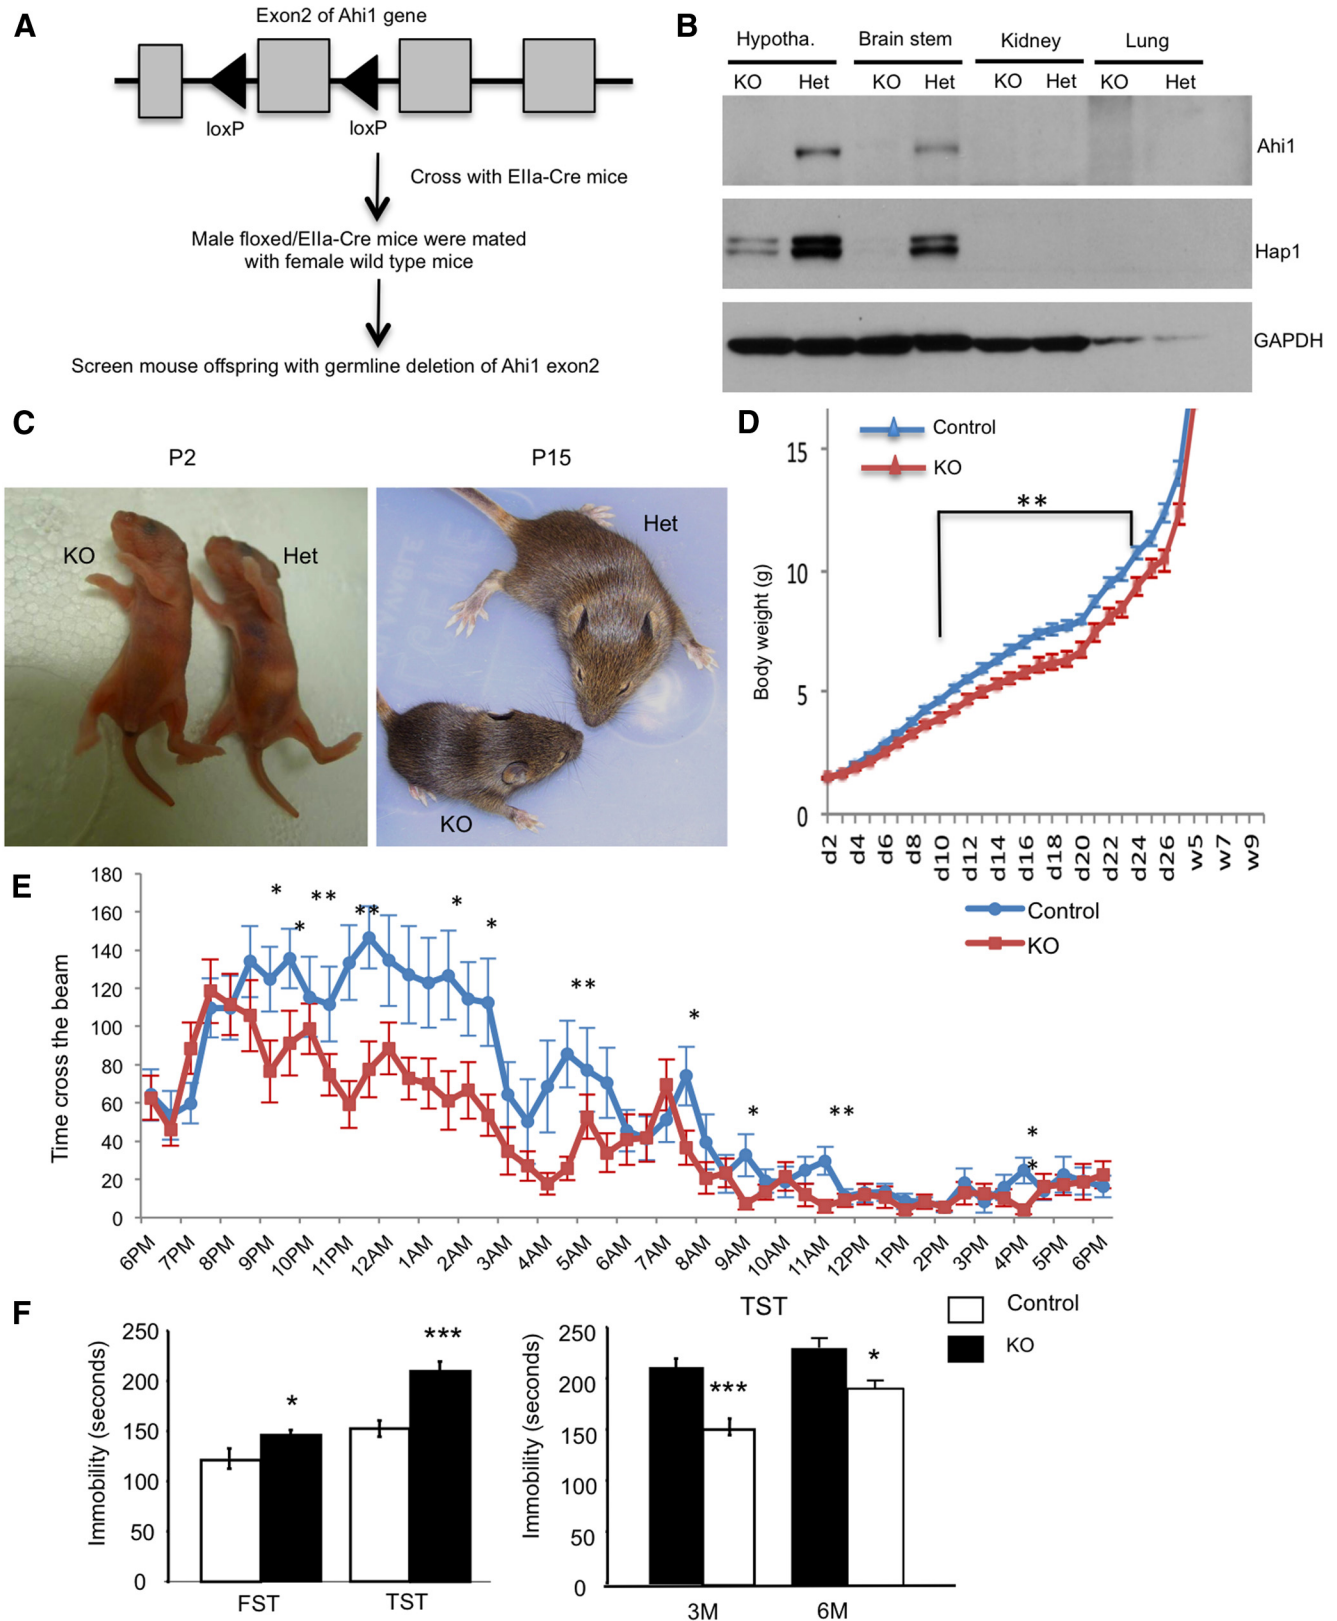 A
Exon2 of Ahi1 gene
loxP loxP
Cross with EIIa-Cre mice
Male floxed/EIIa-Cre mice were mated
with female wild type mice
Screen mouse offspring with germline deletion of Ahi1 exon2
B
Hypotha. Brain stem Kidney Lung
KO Het KO Het KO Het KO Het
Ahi1
Hap1
GAPDH
C
P2 P15
KO Het
Het
KO
D
Control
KO
**
15
10
5
0
Body weight (g)
d2 d4 d6 d8 d10 d12 d14 d16 d18 d20 d22 d24 d26 w5 w7 w9
E
Control
KO
180
160
140
120
100
80
60
40
20
0
Time cross the beam
* * ** ** * * ** * * ** * *
6PM 7PM 8PM 9PM 10PM 11PM 12AM 1AM 2AM 3AM 4AM 5AM 6AM 7AM 8AM 9AM 10AM 11AM 12PM 1PM 2PM 3PM 4PM 5PM 6PM
F
Immobility (seconds)
250
200
150
100
50
0
* ***
FST TST
TST
Immobility (seconds)
250
200
150
100
50
0
*** *
3M 6M
Control
KO